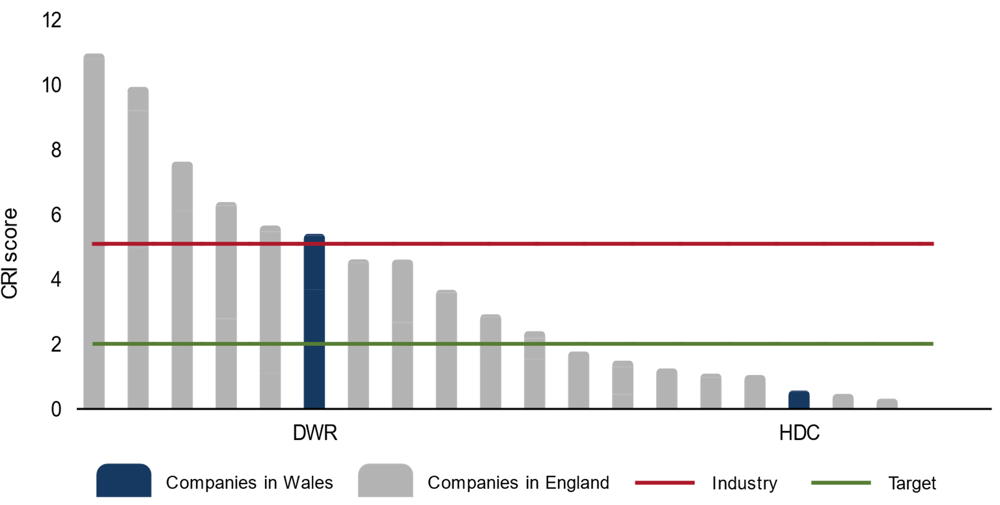 12
10
8
6
4
2
0
CRI score
DWR
HDC
Companies in Wales
Companies in England
Industry
Target